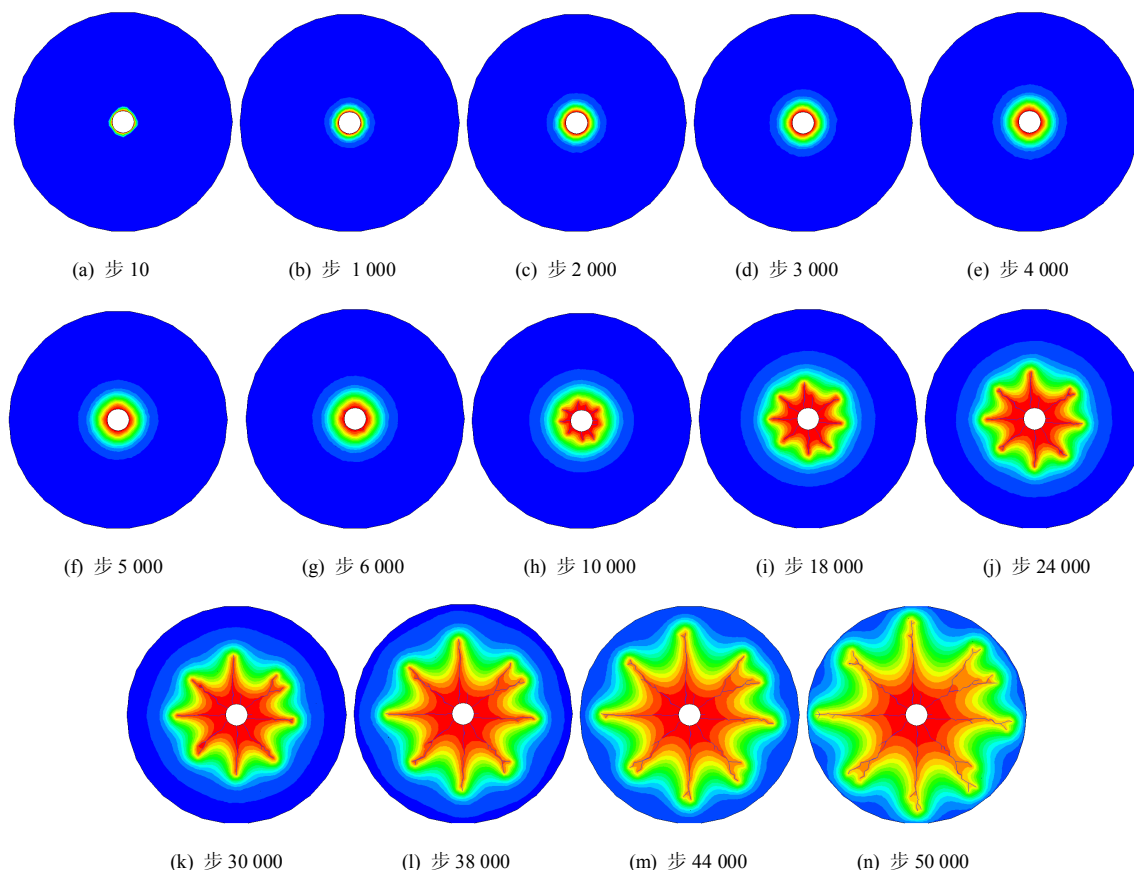 (a) 步 10 (b) 步 1 000 (c) 步 2 000 (d) 步 3 000 (e) 步 4 000
(f) 步 5 000 (g) 步 6 000 (h) 步 10 000 (i) 步 18 000 (j) 步 24 000
(k) 步 30 000 (l) 步 38 000 (m) 步 44 000 (n) 步 50 000